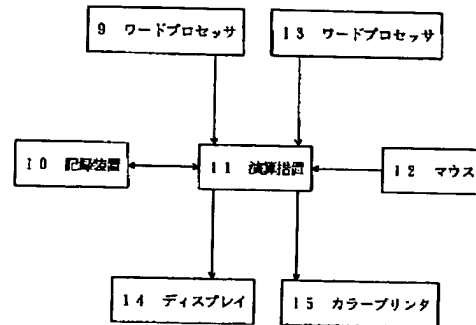 9 ワードプロセッサ
13 ワードプロセッサ
10 記録装置
11 演算措置
12 マウス
14 ディスプレイ
15 カラープリンタ